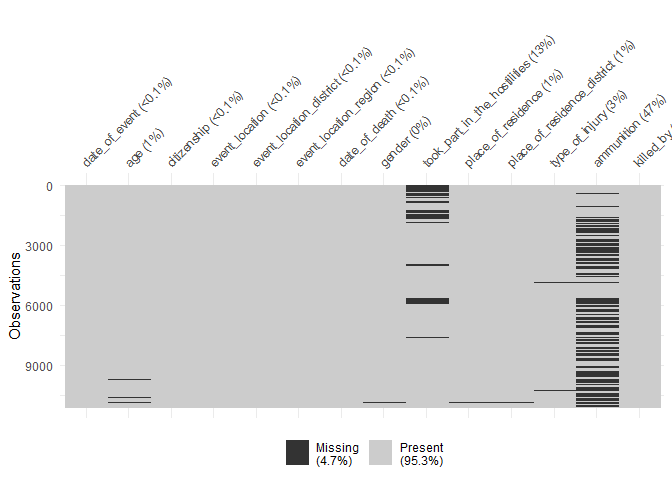 date_of_event (<0.1%)
age (1%)
citizenship (<0.1%)
event_location (<0.1%)
event_location_district (<0.1%)
event_location_region (<0.1%)
date_of_death (<0.1%)
gender (0%)
took_part_in_the_hostilities (13%)
place_of_residence (1%)
place_of_residence_district (1%)
type_of_injury (3%)
ammunition (47%)
killed_by
0
3000
6000
9000
Observations
Missing
(4.7%)
Present
(95.3%)